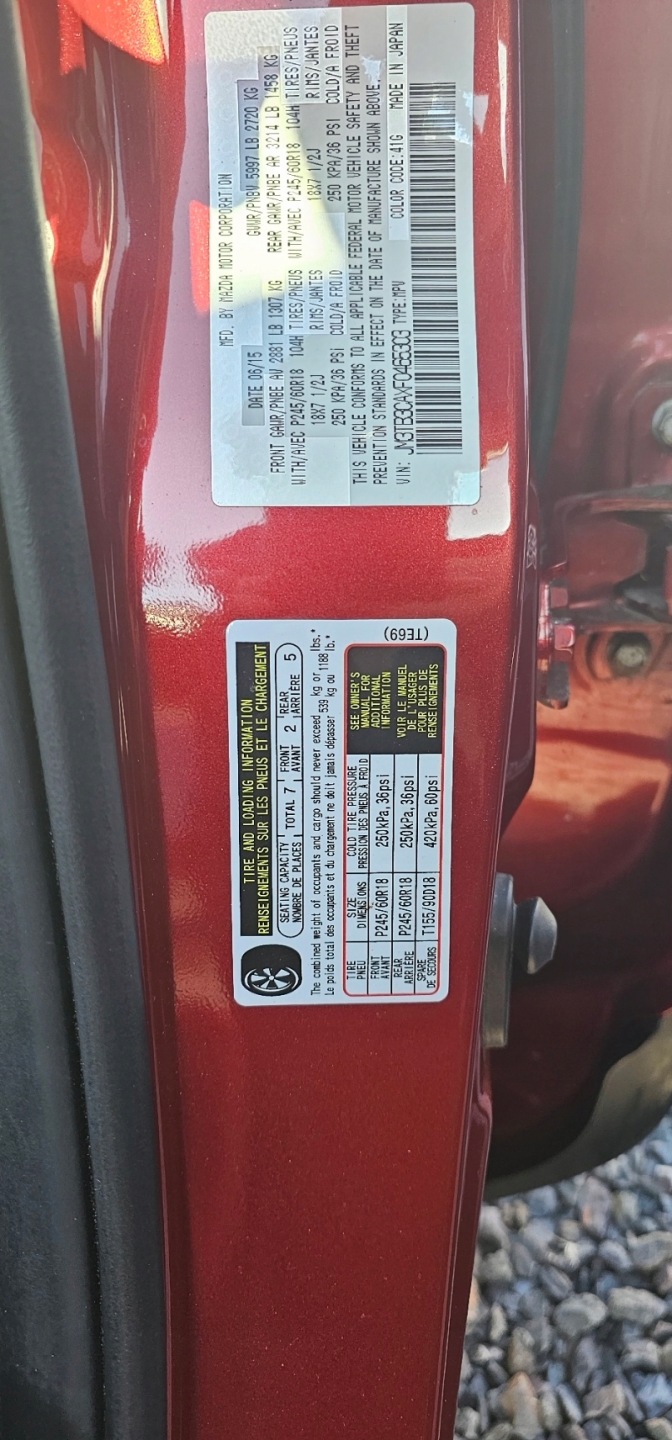 MFD. BY MAZDA MOTOR CORPORATION
DATE 06/15 GVWR/PNBV 5997 LB 2720 KG
FRONT GAWR/PNBE AV 2881 LB 1307 KG REAR GAWR/PNBE AR 3214 LB 1458 KG
WITH/AVEC P245/60R18 104H TIRES/PNEUS WITH/AVEC P245/60R18 104H TIRES/PNEUS
18X7 1/2J RIMS/JANTES 18X7 1/2J RIMS/JANTES
250 KPA/36 PSI COLD/A FROID 250 KPA/36 PSI COLD/A FROID
THIS VEHICLE CONFORMS TO ALL APPLICABLE FEDERAL MOTOR VEHICLE SAFETY AND THEFT
PREVENTION STANDARDS IN EFFECT ON THE DATE OF MANUFACTURE SHOWN ABOVE.
VIN: JM3TB3CAXF0465303 TYPE:MPV COLOR CODE:41G MADE IN JAPAN
TIRE AND LOADING INFORMATION
RENSEIGNEMENTS SUR LES PNEUS ET LE CHARGEMENT
SEATING CAPACITY TOTAL 7 FRONT 2 REAR 5
NOMBRE DE PLACES AVANT ARRIÈRE
The combined weight of occupants and cargo should never exceed 539 kg or 1188 lbs.*
Le poids total des occupants et du chargement ne doit jamais dépasser 539 kg ou 1188 lb.*
TIRE SIZE COLD TIRE PRESSURE
PNEU DIMENSIONS PRESSION DES PNEUS À FROID
FRONT P245/60R18 250kPa,36psi
AVANT
REAR P245/60R18 250kPa,36psi
ARRIÈRE
SPARE T155/90D18 420kPa,60psi
DE SECOURS
SEE OWNER'S
MANUAL FOR
ADDITIONAL
INFORMATION
VOIR LE MANUEL
DE L'USAGER
POUR PLUS DE
RENSEIGNEMENTS
(TE69)